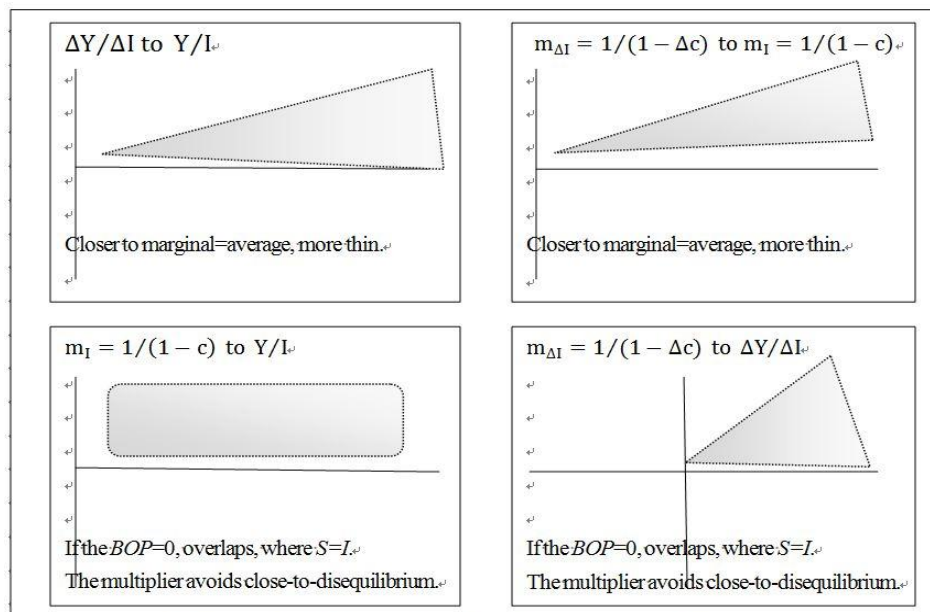 ΔY/ΔI to Y/I
Closer to marginal=average, more thin.
m_ΔI = 1/(1 − Δc) to m_I = 1/(1 − c)
Closer to marginal=average, more thin.
m_I = 1/(1 − c) to Y/I
If the BOP=0, overlaps, where S=I.
The multiplier avoids close-to-disequilibrium.
m_ΔI = 1/(1 − Δc) to ΔY/ΔI
If the BOP=0, overlaps, where S=I.
The multiplier avoids close-to-disequilibrium.